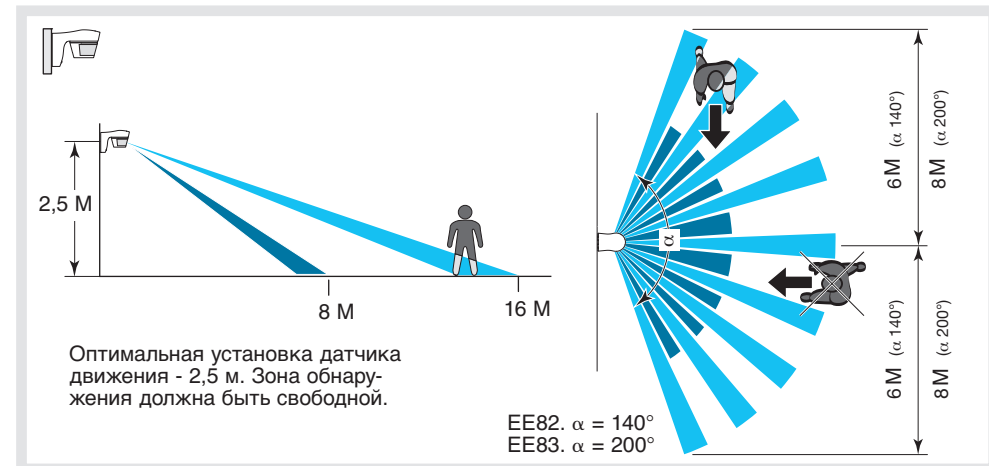 2,5 М
8 М
16 М
Оптимальная установка датчика
движения - 2,5 м. Зона обнару-
жения должна быть свободной.
α
6 М (α 140°)
8 М (α 200°)
6 М (α 140°)
8 М (α 200°)
EE82. α = 140°
EE83. α = 200°